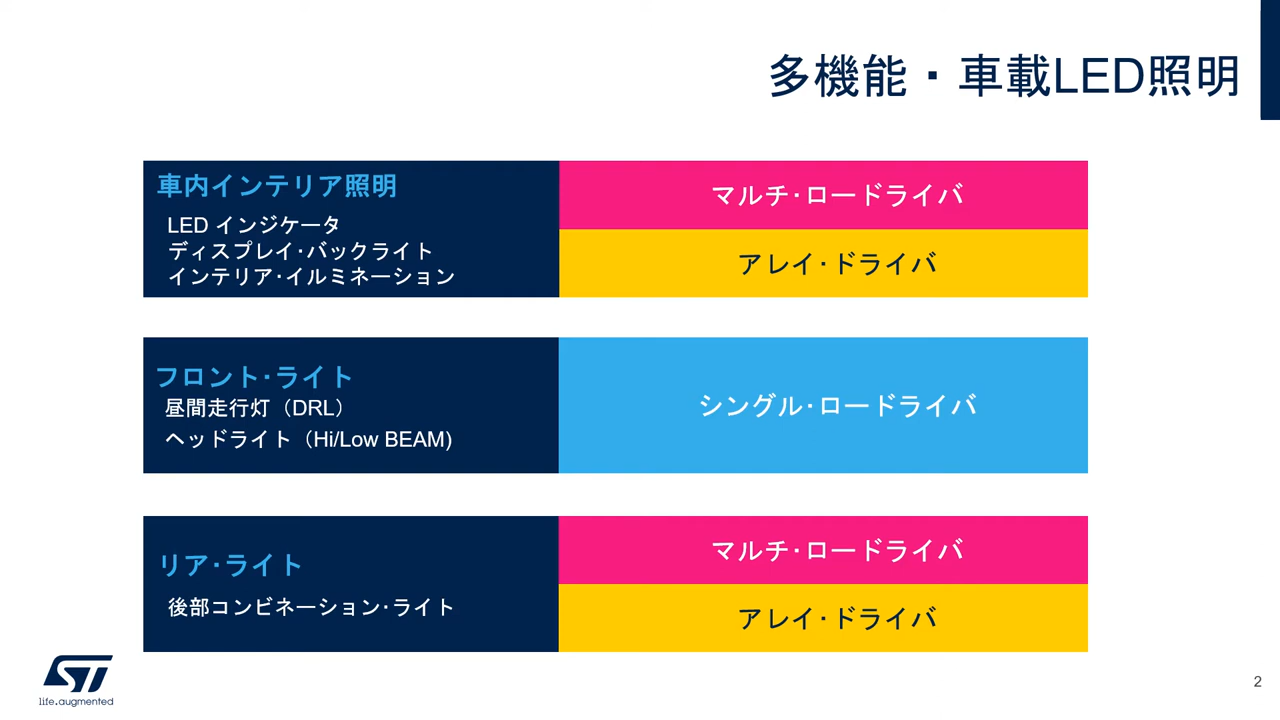 多機能・車載LED照明
車内インテリア照明
LED インジケータ
ディスプレイ･バックライト
インテリア･イルミネーション
マルチ･ロードライバ
アレイ･ドライバ
フロント･ライト
昼間走行灯（DRL）
ヘッドライト（Hi/Low BEAM)
シングル･ロードライバ
リア･ライト
後部コンビネーション･ライト
マルチ･ロードライバ
アレイ･ドライバ
ST
life.augmented
2